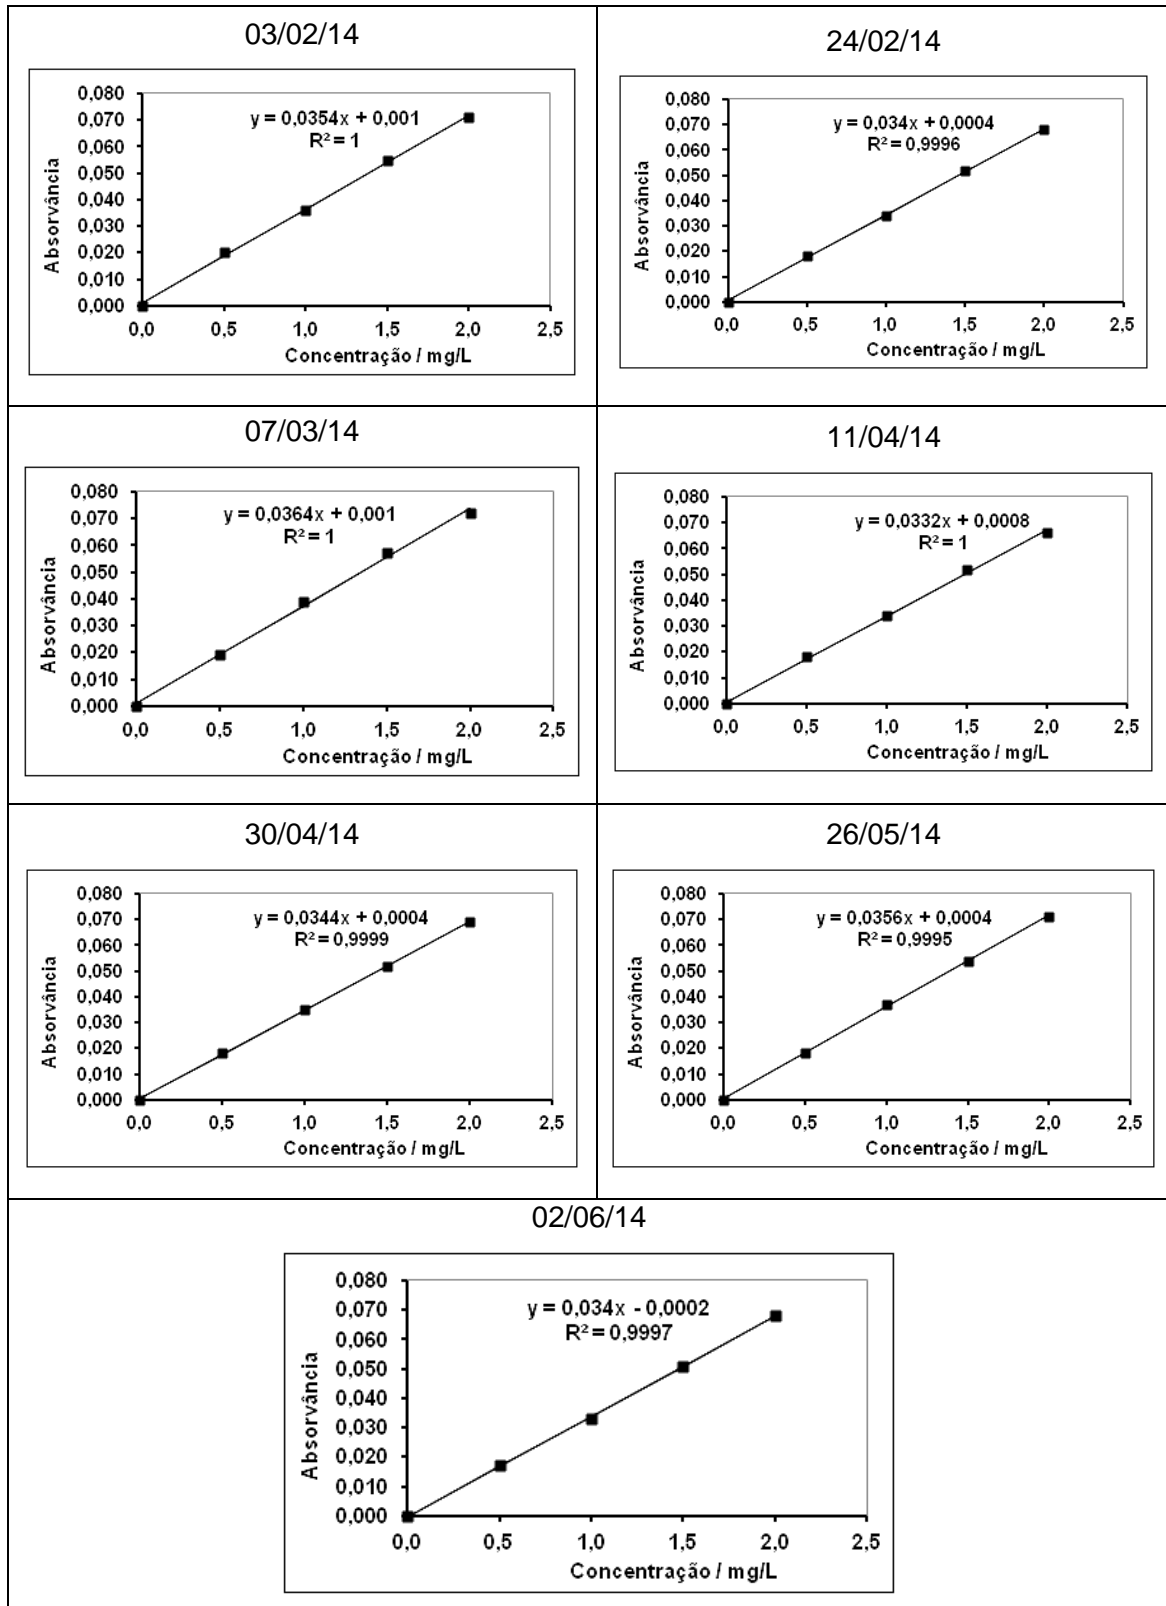 03/02/14
0,080
0,070
0,060
0,050
0,040
0,030
0,020
0,010
0,000
y = 0,0354x + 0,001
R² = 1
Absorvância
0,0 0,5 1,0 1,5 2,0 2,5
Concentração / mg/L
24/02/14
0,080
0,070
0,060
0,050
0,040
0,030
0,020
0,010
0,000
y = 0,034x + 0,0004
R² = 0,9996
Absorvância
0,0 0,5 1,0 1,5 2,0 2,5
Concentração / mg/L
07/03/14
0,080
0,070
0,060
0,050
0,040
0,030
0,020
0,010
0,000
y = 0,0364x + 0,001
R² = 1
Absorvância
0,0 0,5 1,0 1,5 2,0 2,5
Concentração / mg/L
11/04/14
0,080
0,070
0,060
0,050
0,040
0,030
0,020
0,010
0,000
y = 0,0332x + 0,0008
R² = 1
Absorvância
0,0 0,5 1,0 1,5 2,0 2,5
Concentração / mg/L
30/04/14
0,080
0,070
0,060
0,050
0,040
0,030
0,020
0,010
0,000
y = 0,0344x + 0,0004
R² = 0,9999
Absorvância
0,0 0,5 1,0 1,5 2,0 2,5
Concentração / mg/L
26/05/14
0,080
0,070
0,060
0,050
0,040
0,030
0,020
0,010
0,000
y = 0,0356x + 0,0004
R² = 0,9995
Absorvância
0,0 0,5 1,0 1,5 2,0 2,5
Concentração / mg/L
02/06/14
0,080
0,070
0,060
0,050
0,040
0,030
0,020
0,010
0,000
y = 0,034x - 0,0002
R² = 0,9997
Absorvância
0,0 0,5 1,0 1,5 2,0 2,5
Concentração / mg/L